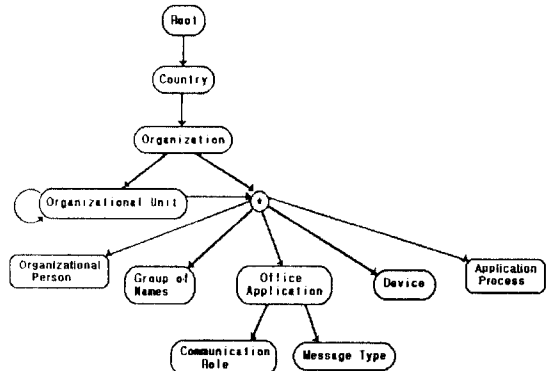 Root
Country
Organization
Organizational Unit
*
Organizational
Person
Group of
Names
Office
Application
Device
Application
Process
Communication
Role
Message Type